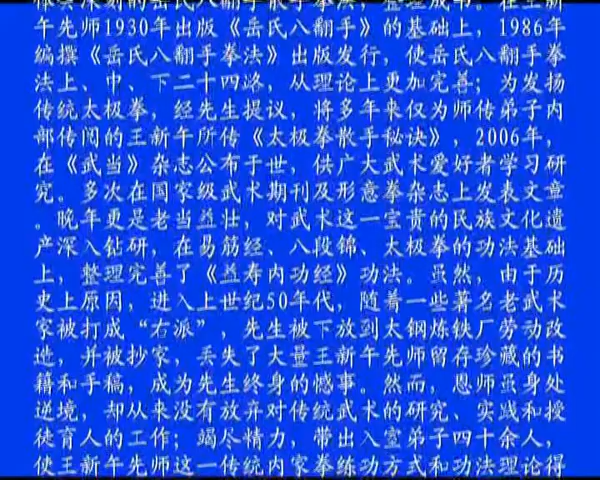 午先师1930年出版《岳氏八翻手》的基础上，1986年
编撰《岳氏八翻手拳法》出版发行，使岳氏八翻手拳
法上、中、下二十四路，从理论上更加完善；为发扬
传统太极拳，经先生提议，将多年来仅为师传弟子内
部传阅的王新午所传《太极拳散手秘诀》，2006年，
在《武当》杂志公布于世，供广大武术爱好者学习研
究。多次在国家级武术期刊及形意拳杂志上发表文章
。晚年更是老当益壮，对武术这一宝贵的民族文化遗
产深入钻研，在易筋经、八段锦、太极拳的功法基础
上，整理完善了《益寿内功经》功法。虽然，由于历
史上原因，进入上世纪50年代，随着一些著名老武术
家被打成“右派”，先生被下放到太钢炼铁厂劳动改
造，并被抄家，丢失了大量王新午先师留存珍藏的书
籍和手稿，成为先生终身的憾事。然而，恩师虽身处
逆境，却从来没有放弃对传统武术的研究、实践和授
徒育人的工作；竭尽精力，带出入室弟子四十余人，
使王新午先师这一传统内家拳练功方式和功法理论得